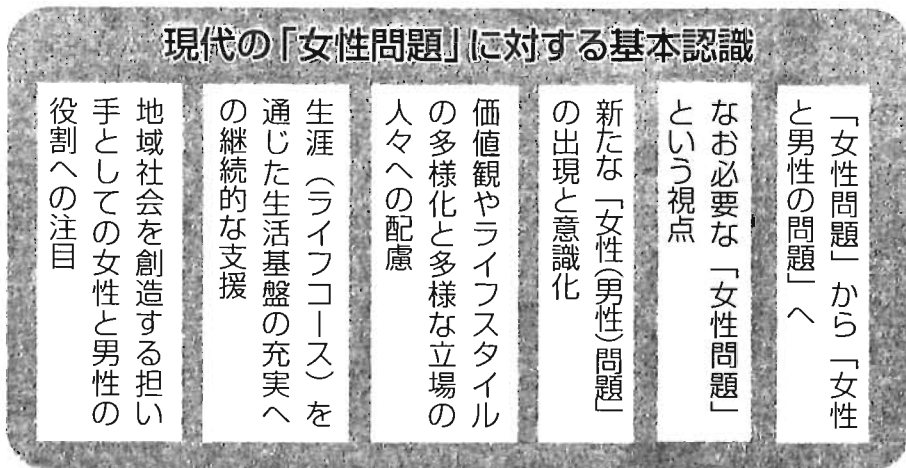 現代の「女性問題」に対する基本認識
「女性問題」から「女性
と男性の問題」へ
なお必要な「女性問題」
という視点
新たな「女性(男性)問題」
の出現と意識化
価値観やライフスタイル
の多様化と多様な立場の
人々への配慮
生涯（ライフコース）を
通じた生活基盤の充実へ
の継続的な支援
地域社会を創造する担い
手としての女性と男性の
役割への注目